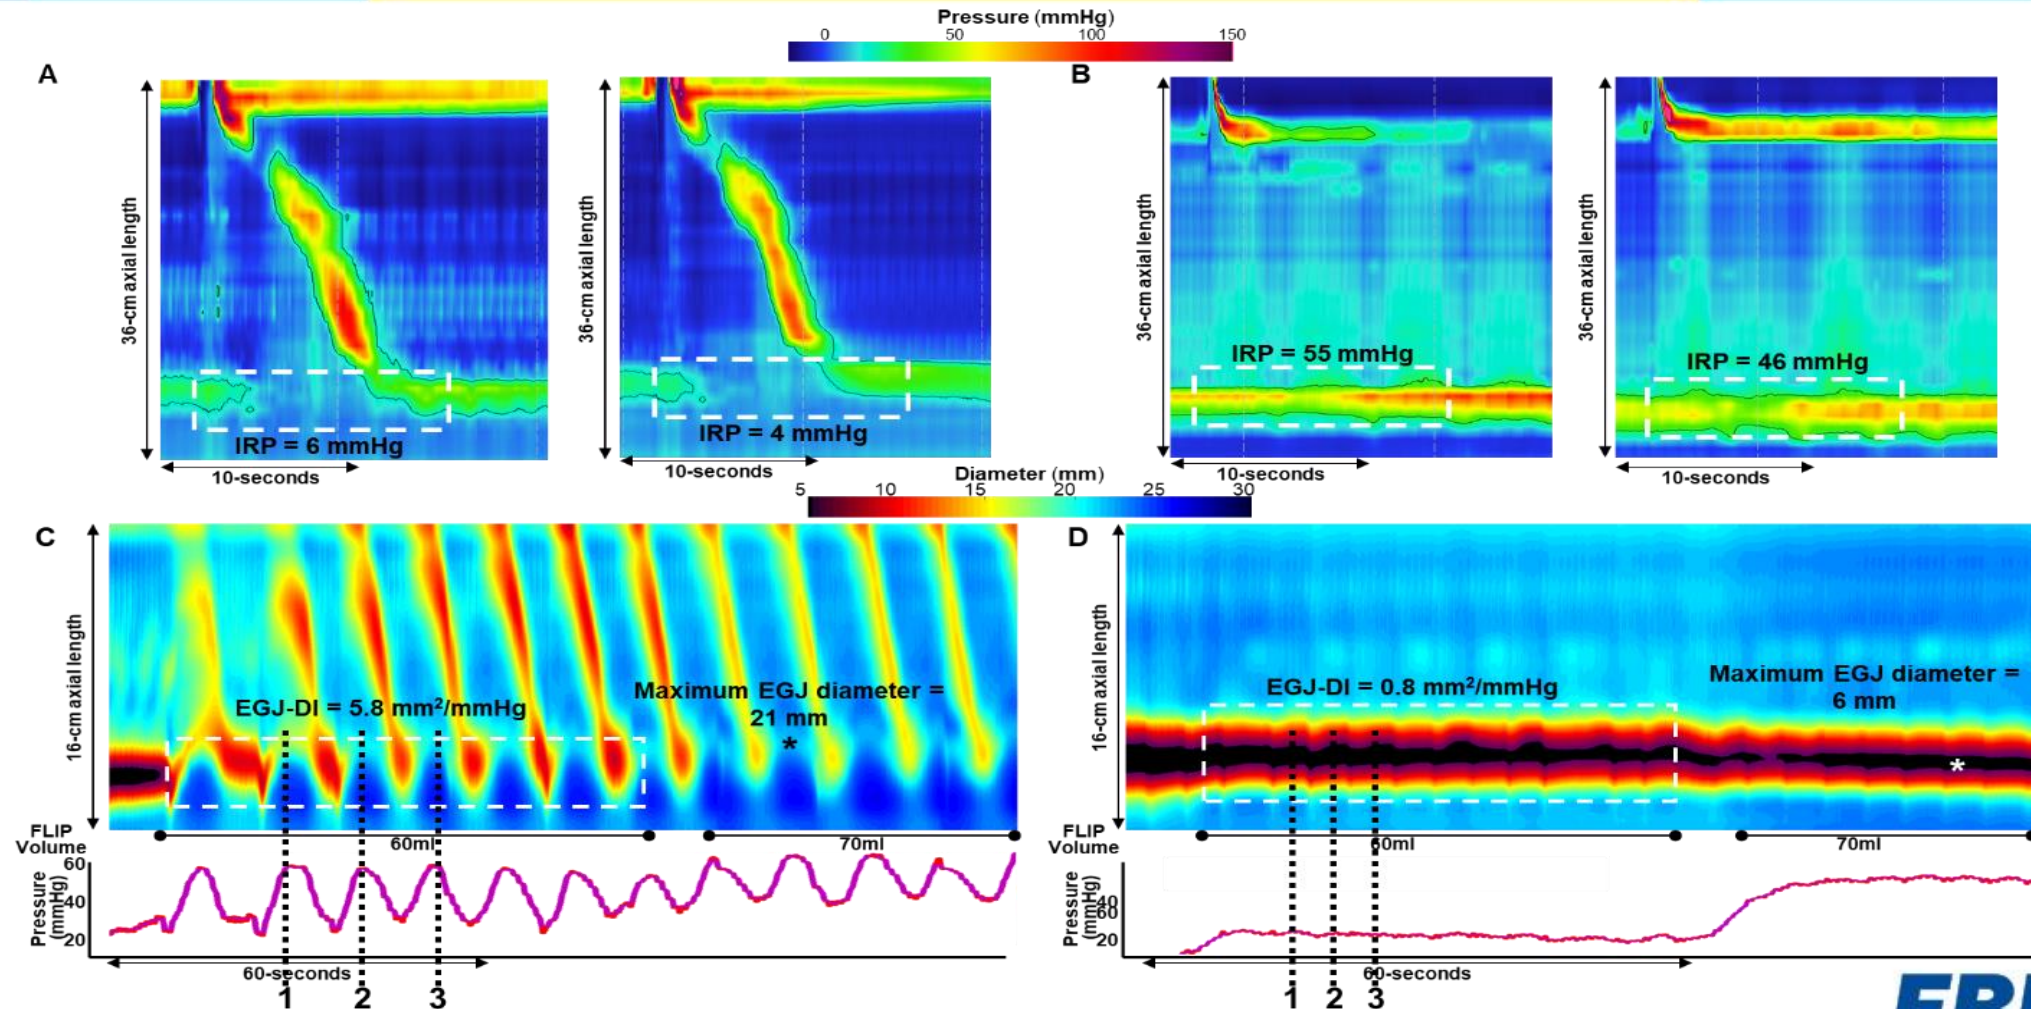 Pressure (mmHg)
0 50 100 150
A
B
36-cm axial length
36-cm axial length
36-cm axial length
36-cm axial length
IRP = 6 mmHg
IRP = 4 mmHg
IRP = 55 mmHg
IRP = 46 mmHg
10-seconds
10-seconds
10-seconds
10-seconds
Diameter (mm)
5 10 15 20 25 30
C
D
16-cm axial length
EGJ-DI = 5.8 mm²/mmHg
Maximum EGJ diameter =
21 mm
*
16-cm axial length
EGJ-DI = 0.8 mm²/mmHg
Maximum EGJ diameter =
6 mm
*
FLIP
Volume
60ml
70ml
Pressure
(mmHg)
60
40
20
60-seconds
1 2 3
FLIP
Volume
60ml
70ml
Pressure
(mmHg)
40
60
20
60-seconds
1 2 3